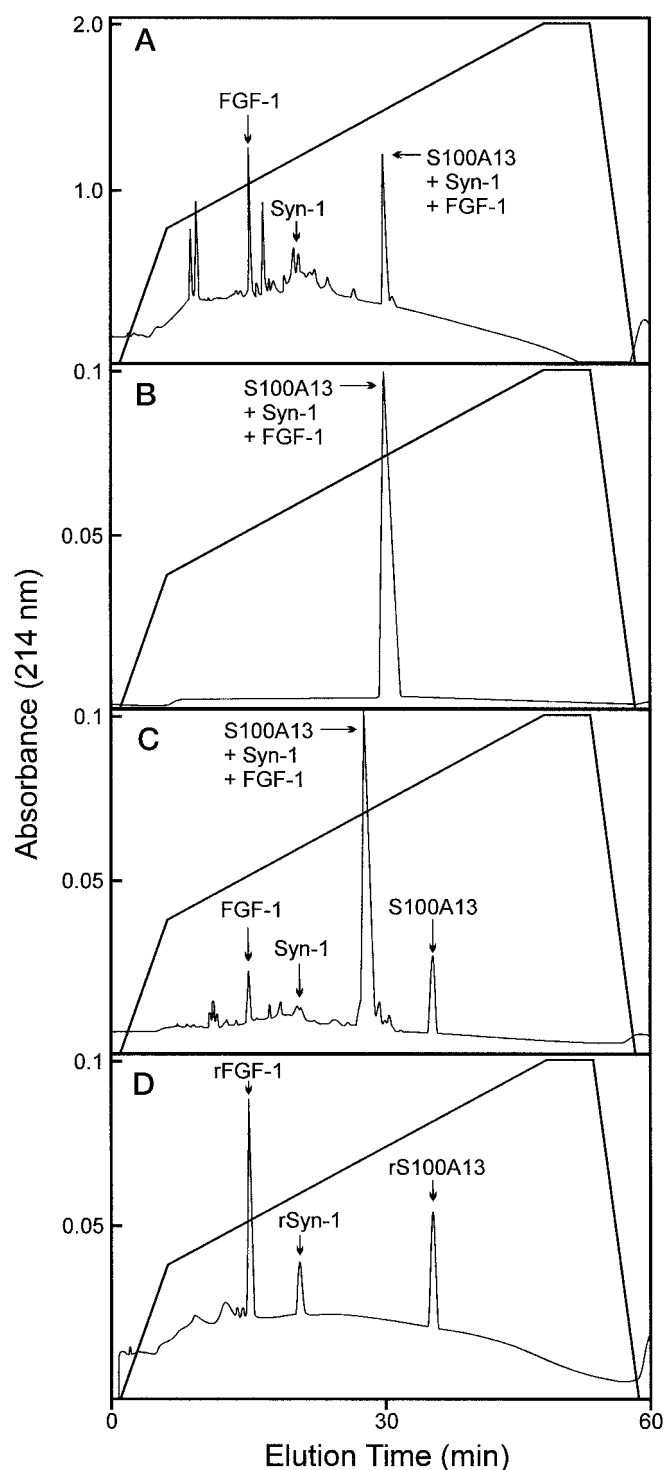 A
2.0
FGF-1
S100A13
+ Syn-1
+ FGF-1
1.0
Syn-1
0.1
B
S100A13
+ Syn-1
+ FGF-1
0.05
0.1
C
S100A13
+ Syn-1
+ FGF-1
0.05
FGF-1
Syn-1
S100A13
0.1
D
rFGF-1
rS100A13
0.05
rSyn-1
0
30
60
Absorbance (214 nm)
Elution Time (min)